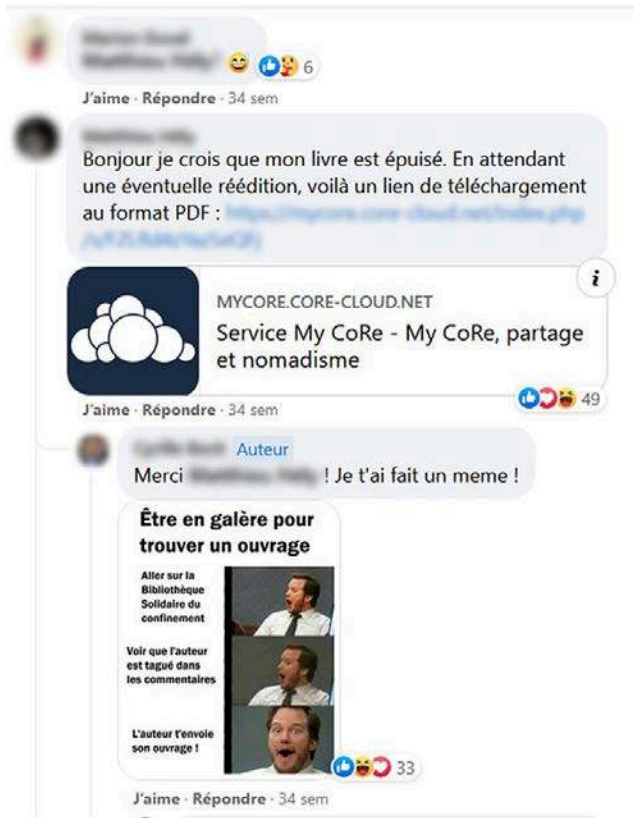 6
J'aime · Répondre · 34 sem
Bonjour je crois que mon livre est épuisé. En attendant
une éventuelle réédition, voilà un lien de téléchargement
au format PDF :
i
MYCORE.CORE-CLOUD.NET
Service My CoRe - My CoRe, partage
et nomadisme
49
J'aime · Répondre · 34 sem
Auteur
Merci ! Je t'ai fait un meme !
Être en galère pour
trouver un ouvrage
Aller sur la
Bibliothèque
Solidaire du
confinement
Voir que l'auteur
est tagué dans
les commentaires
L'auteur t'envoie
son ouvrage !
33
J'aime · Répondre · 34 sem